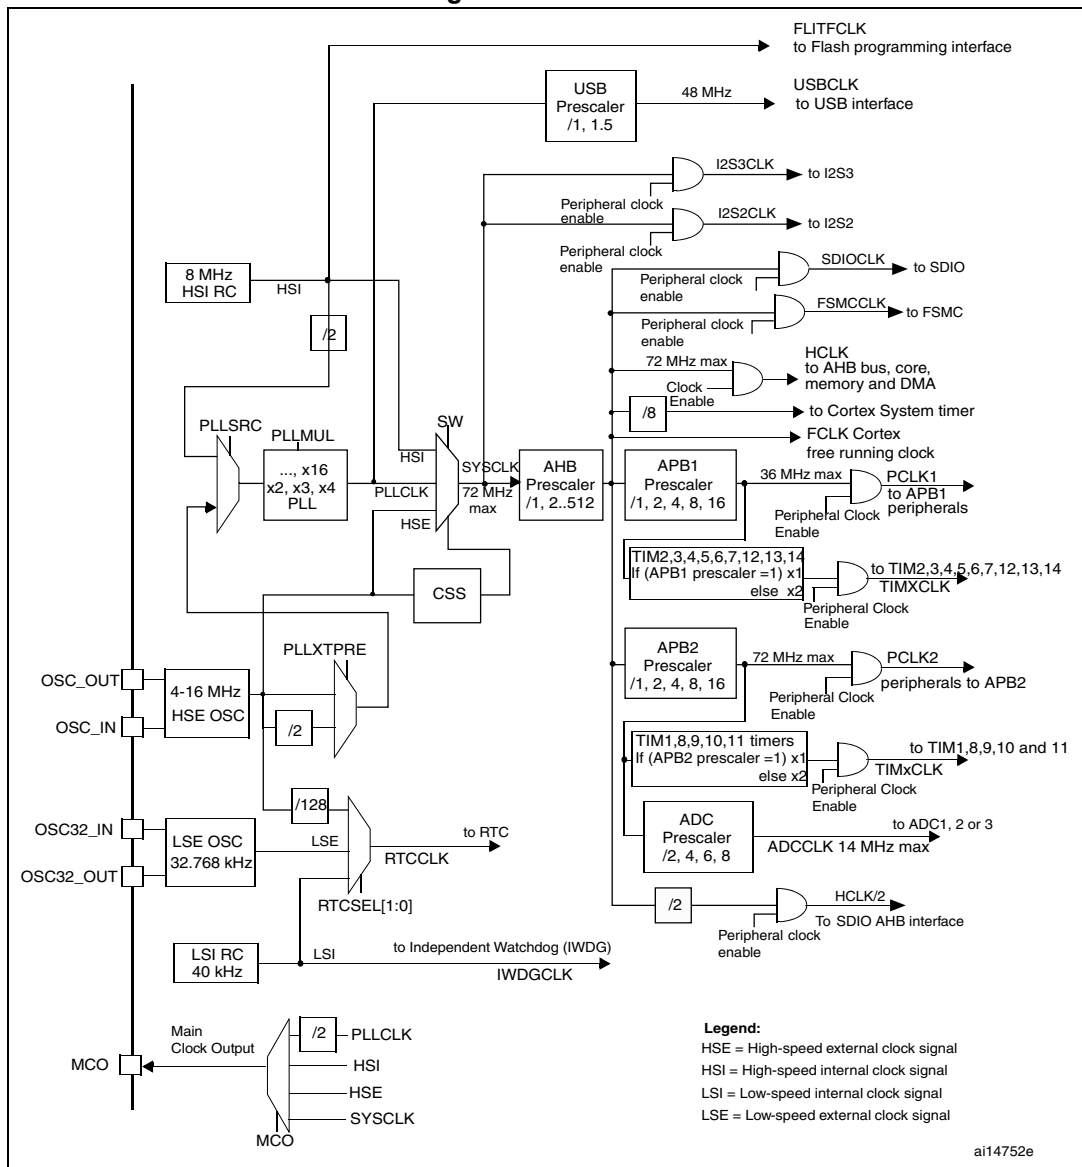 FLITFCLK
to Flash programming interface
USB
Prescaler
/1, 1.5
48 MHz
USBCLK
to USB interface
I2S3CLK
to I2S3
Peripheral clock
enable
I2S2CLK
to I2S2
Peripheral clock
enable
8 MHz
HSI RC
HSI
SDIOCLK
to SDIO
Peripheral clock
enable
FSMCCLK
to FSMC
Peripheral clock
enable
/2
72 MHz max
HCLK
to AHB bus, core,
memory and DMA
Clock
Enable
/8
to Cortex System timer
FCLK Cortex
free running clock
PLLSRC
PLLMUL
..., x16
x2, x3, x4
PLL
SW
HSI
PLLCLK
HSE
SYSCLK
72 MHz
max
AHB
Prescaler
/1, 2..512
APB1
Prescaler
/1, 2, 4, 8, 16
36 MHz max
PCLK1
to APB1
peripherals
Peripheral Clock
Enable
TIM2,3,4,5,6,7,12,13,14
If (APB1 prescaler =1) x1
else x2
to TIM2,3,4,5,6,7,12,13,14
TIMXCLK
Peripheral Clock
Enable
CSS
PLLXTPRE
OSC_OUT
OSC_IN
4-16 MHz
HSE OSC
/2
APB2
Prescaler
/1, 2, 4, 8, 16
72 MHz max
PCLK2
peripherals to APB2
Peripheral Clock
Enable
TIM1,8,9,10,11 timers
If (APB2 prescaler =1) x1
else x2
to TIM1,8,9,10 and 11
TIMxCLK
Peripheral Clock
Enable
/128
OSC32_IN
OSC32_OUT
LSE OSC
32.768 kHz
LSE
to RTC
RTCCLK
RTCSEL[1:0]
ADC
Prescaler
/2, 4, 6, 8
to ADC1, 2 or 3
ADCCLK 14 MHz max
/2
HCLK/2
To SDIO AHB interface
Peripheral clock
enable
LSI RC
40 kHz
LSI
to Independent Watchdog (IWDG)
IWDGCLK
MCO
Main
Clock Output
/2
PLLCLK
HSI
HSE
SYSCLK
MCO
Legend:
HSE = High-speed external clock signal
HSI = High-speed internal clock signal
LSI = Low-speed internal clock signal
LSE = Low-speed external clock signal
ai14752e